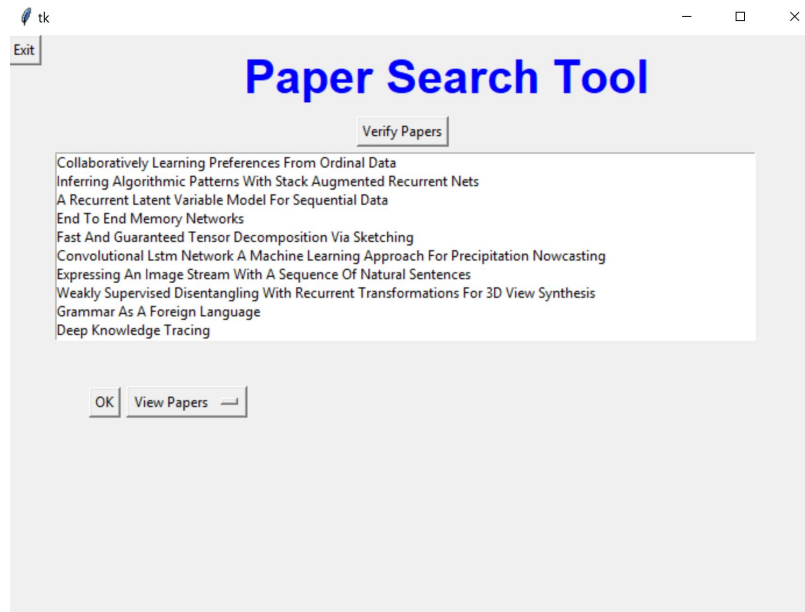 tk
Exit
Paper Search Tool
Verify Papers
Collaboratively Learning Preferences From Ordinal Data
Inferring Algorithmic Patterns With Stack Augmented Recurrent Nets
A Recurrent Latent Variable Model For Sequential Data
End To End Memory Networks
Fast And Guaranteed Tensor Decomposition Via Sketching
Convolutional Lstm Network A Machine Learning Approach For Precipitation Nowcasting
Expressing An Image Stream With A Sequence Of Natural Sentences
Weakly Supervised Disentangling With Recurrent Transformations For 3D View Synthesis
Grammar As A Foreign Language
Deep Knowledge Tracing
OK View Papers